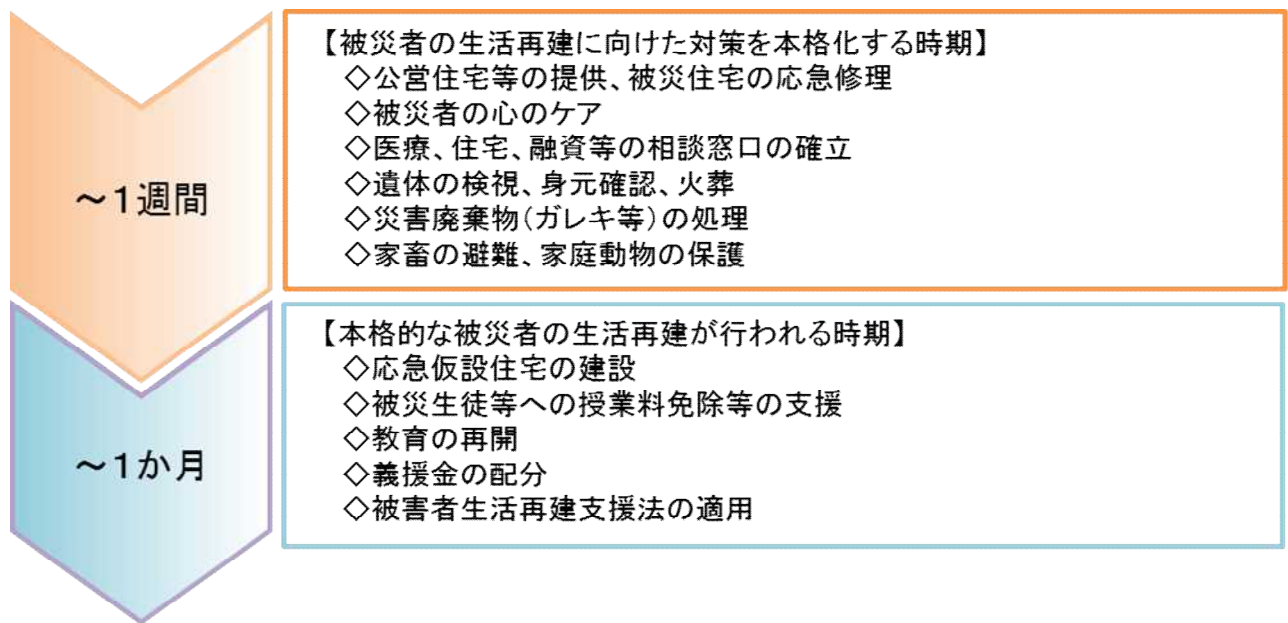 ～1週間
【被災者の生活再建に向けた対策を本格化する時期】
◇公営住宅等の提供、被災住宅の応急修理
◇被災者の心のケア
◇医療、住宅、融資等の相談窓口の確立
◇遺体の検視、身元確認、火葬
◇災害廃棄物（ガレキ等）の処理
◇家畜の避難、家庭動物の保護
～1か月
【本格的な被災者の生活再建が行われる時期】
◇応急仮設住宅の建設
◇被災生徒等への授業料免除等の支援
◇教育の再開
◇義援金の配分
◇被害者生活再建支援法の適用